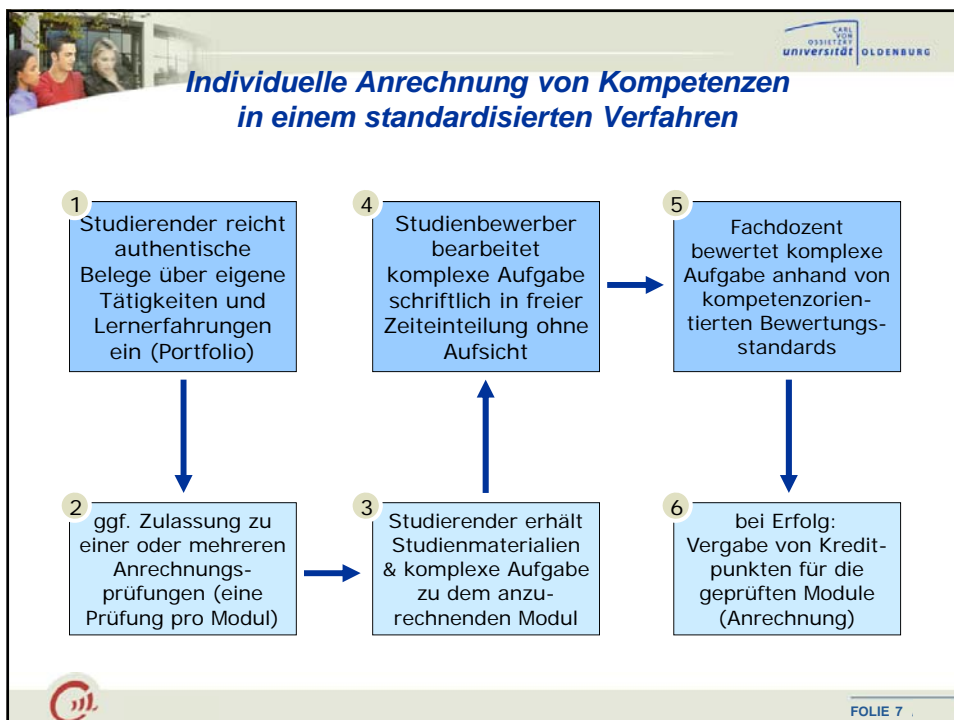 CARL
VON
OSSIETZKY
universität OLDENBURG
Individuelle Anrechnung von Kompetenzen
in einem standardisierten Verfahren
1
Studierender reicht
authentische
Belege über eigene
Tätigkeiten und
Lernerfahrungen
ein (Portfolio)
2
ggf. Zulassung zu
einer oder mehreren
Anrechnungs-
prüfungen (eine
Prüfung pro Modul)
3
Studierender erhält
Studienmaterialien
& komplexe Aufgabe
zu dem anzu-
rechnenden Modul
4
Studienbewerber
bearbeitet
komplexe Aufgabe
schriftlich in freier
Zeiteinteilung ohne
Aufsicht
5
Fachdozent
bewertet komplexe
Aufgabe anhand von
kompetenzorien-
tierten Bewertungs-
standards
6
bei Erfolg:
Vergabe von Kredit-
punkten für die
geprüften Module
(Anrechnung)
FOLIE 7 .